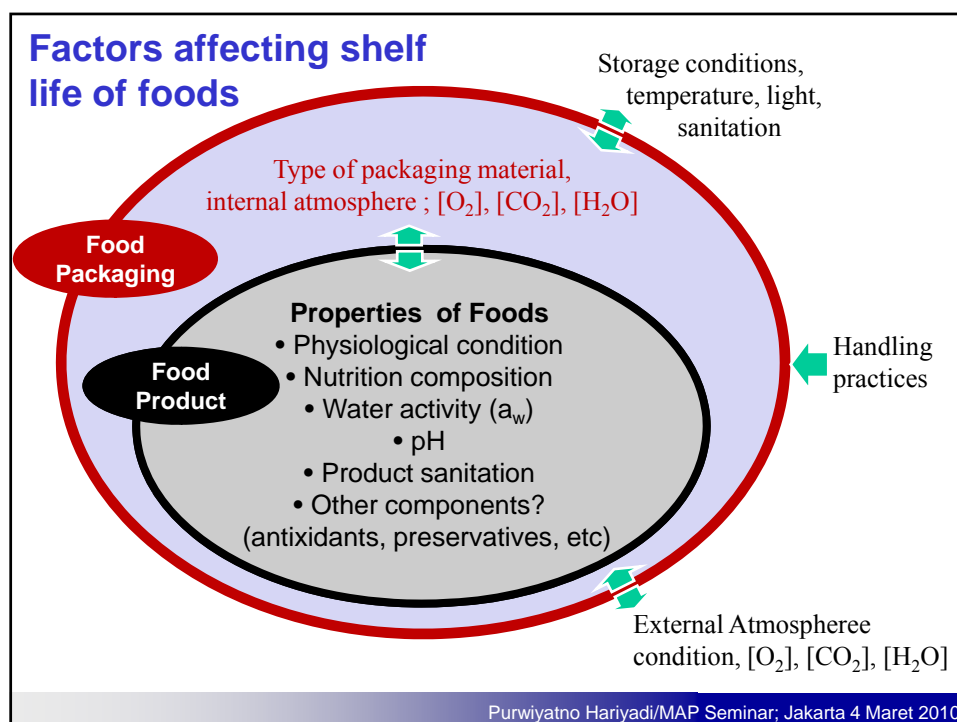 Factors affecting shelf
life of foods
Storage conditions,
temperature, light,
sanitation
Type of packaging material,
internal atmosphere ; [O₂], [CO₂], [H₂O]
Food
Packaging
Properties of Foods
• Physiological condition
• Nutrition composition
• Water activity (aw)
• pH
• Product sanitation
• Other components?
(antixidants, preservatives, etc)
Food
Product
Handling
practices
External Atmospheree
condition, [O₂], [CO₂], [H₂O]
Purwiyatno Hariyadi/MAP Seminar; Jakarta 4 Maret 2010